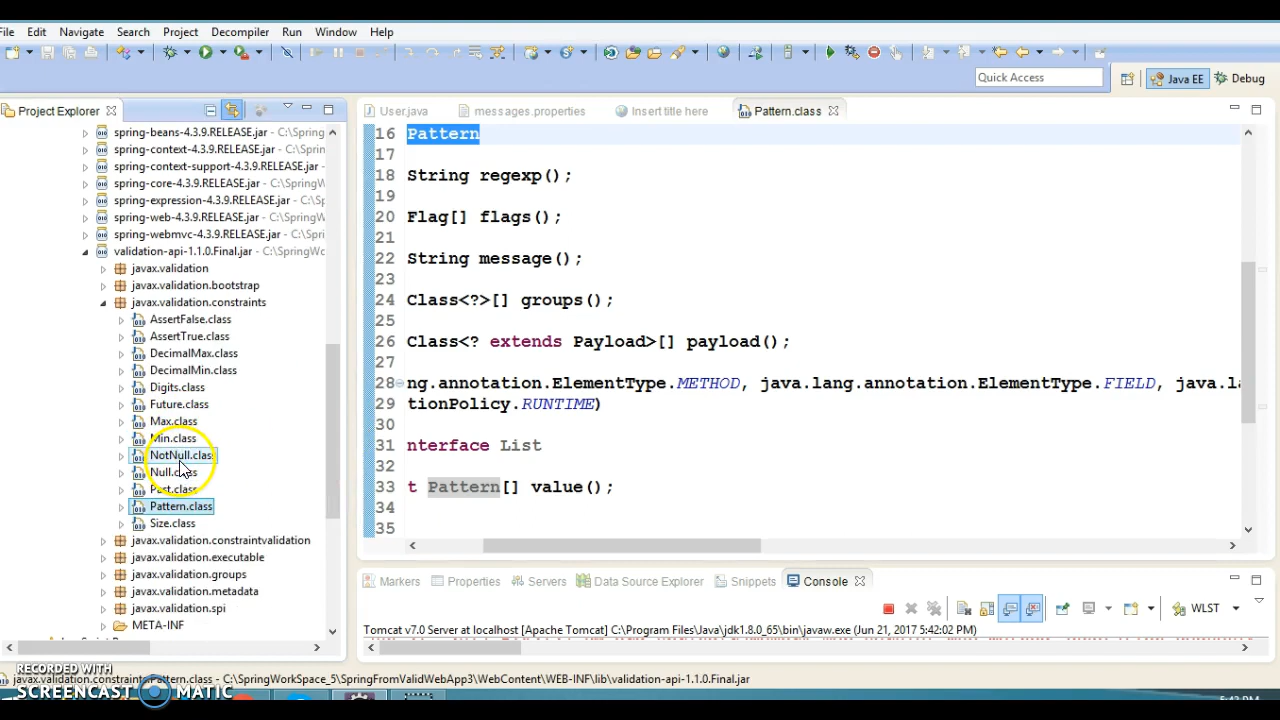 File Edit Navigate Search Project Decompiler Run Window Help
Quick Access
Java EE
Debug
Project Explorer
User.java
messages.properties
Insert title here
Pattern.class
spring-beans-4.3.9.RELEASE.jar - C:\Spring
spring-context-4.3.9.RELEASE.jar - C:\Sprin
spring-context-support-4.3.9.RELEASE.jar -
spring-core-4.3.9.RELEASE.jar - C:\SpringW
spring-expression-4.3.9.RELEASE.jar - C:\S
spring-web-4.3.9.RELEASE.jar - C:\SpringW
spring-webmvc-4.3.9.RELEASE.jar - C:\Sprin
validation-api-1.1.0.Final.jar - C:\SpringWo
javax.validation
javax.validation.bootstrap
javax.validation.constraints
AssertFalse.class
AssertTrue.class
DecimalMax.class
DecimalMin.class
Digits.class
Future.class
Max.class
Min.class
NotNull.class
Null.class
Past.class
Pattern.class
Size.class
javax.validation.constraintvalidation
javax.validation.executable
javax.validation.groups
javax.validation.metadata
javax.validation.spi
META-INF
16 Pattern
17
18 String regexp();
19
20 Flag[] flags();
21
22 String message();
23
24 Class<?>[] groups();
25
26 Class<? extends Payload>[] payload();
27
28 ng.annotation.ElementType.METHOD, java.lang.annotation.ElementType.FIELD, java.la
29 tionPolicy.RUNTIME)
30
31 nterface List
32
33 t Pattern[] value();
34
35
Markers
Properties
Servers
Data Source Explorer
Snippets
Console
WLST
Tomcat v7.0 Server at localhost [Apache Tomcat] C:\Program Files\Java\jdk1.8.0_65\bin\javaw.exe (Jun 21, 2017 5:42:02 PM)
javax.validation.constraints.Pattern.class - C:\SpringWorkSpace_5\SpringFromValidWebApp3\WebContent\WEB-INF\lib\validation-api-1.1.0.Final.jar
RECORDED WITH
SCREENCAST MATIC